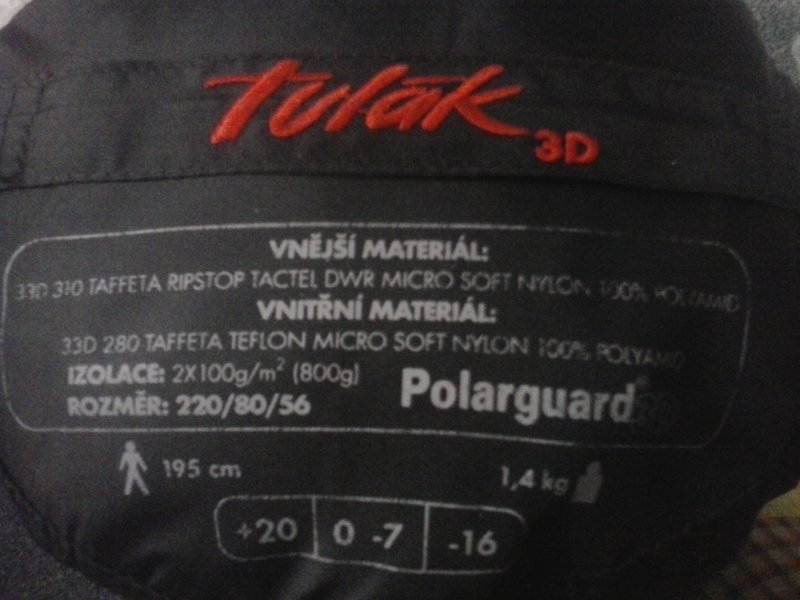 Tulák
3D
VNĚJŠÍ MATERIÁL:
33D 310 TAFFETA RIPSTOP TACTEL DWR MICRO SOFT NYLON 100% POLYAMID
VNITŘNÍ MATERIÁL:
33D 280 TAFFETA TEFLON MICRO SOFT NYLON 100% POLYAMID
IZOLACE: 2X100g/m² (800g)
ROZMĚR: 220/80/56
Polarguard
195 cm
1,4 kg
+20 0 -7 -16